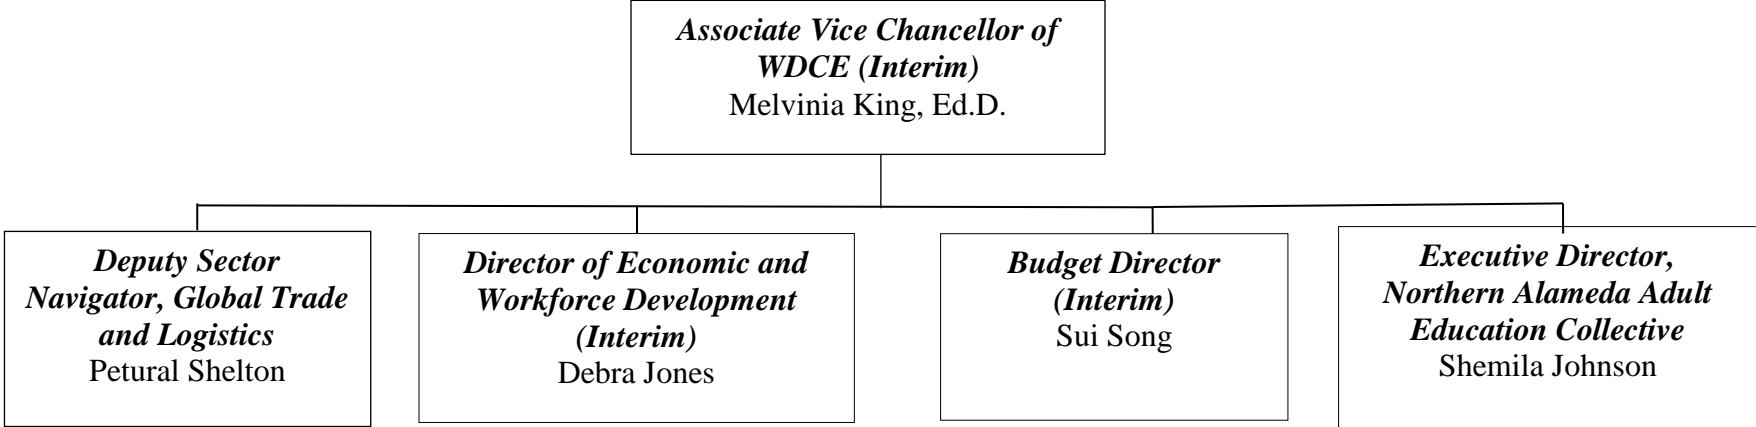 Associate Vice Chancellor of
WDCE (Interim)
Melvinia King, Ed.D.
Deputy Sector
Navigator, Global Trade
and Logistics
Petural Shelton
Director of Economic and
Workforce Development
(Interim)
Debra Jones
Budget Director
(Interim)
Sui Song
Executive Director,
Northern Alameda Adult
Education Collective
Shemila Johnson